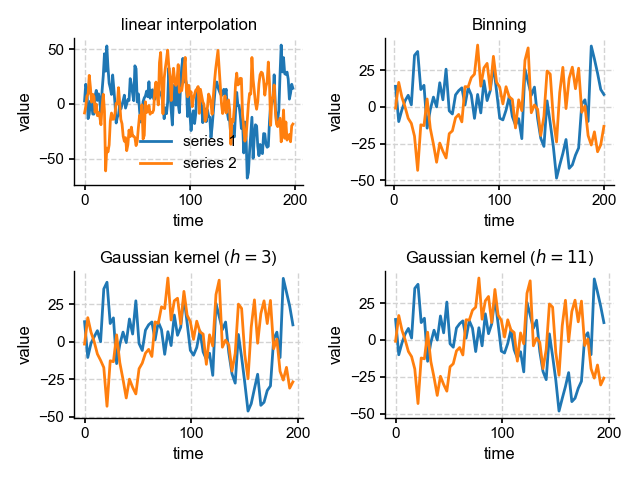 linear interpolation
Binning
value
50
0
−50
series 1
series 2
0
100
200
time
value
25
0
−25
−50
0
100
200
time
Gaussian kernel (h = 3)
Gaussian kernel (h = 11)
value
25
0
−25
−50
0
100
200
time
value
25
0
−25
−50
0
100
200
time